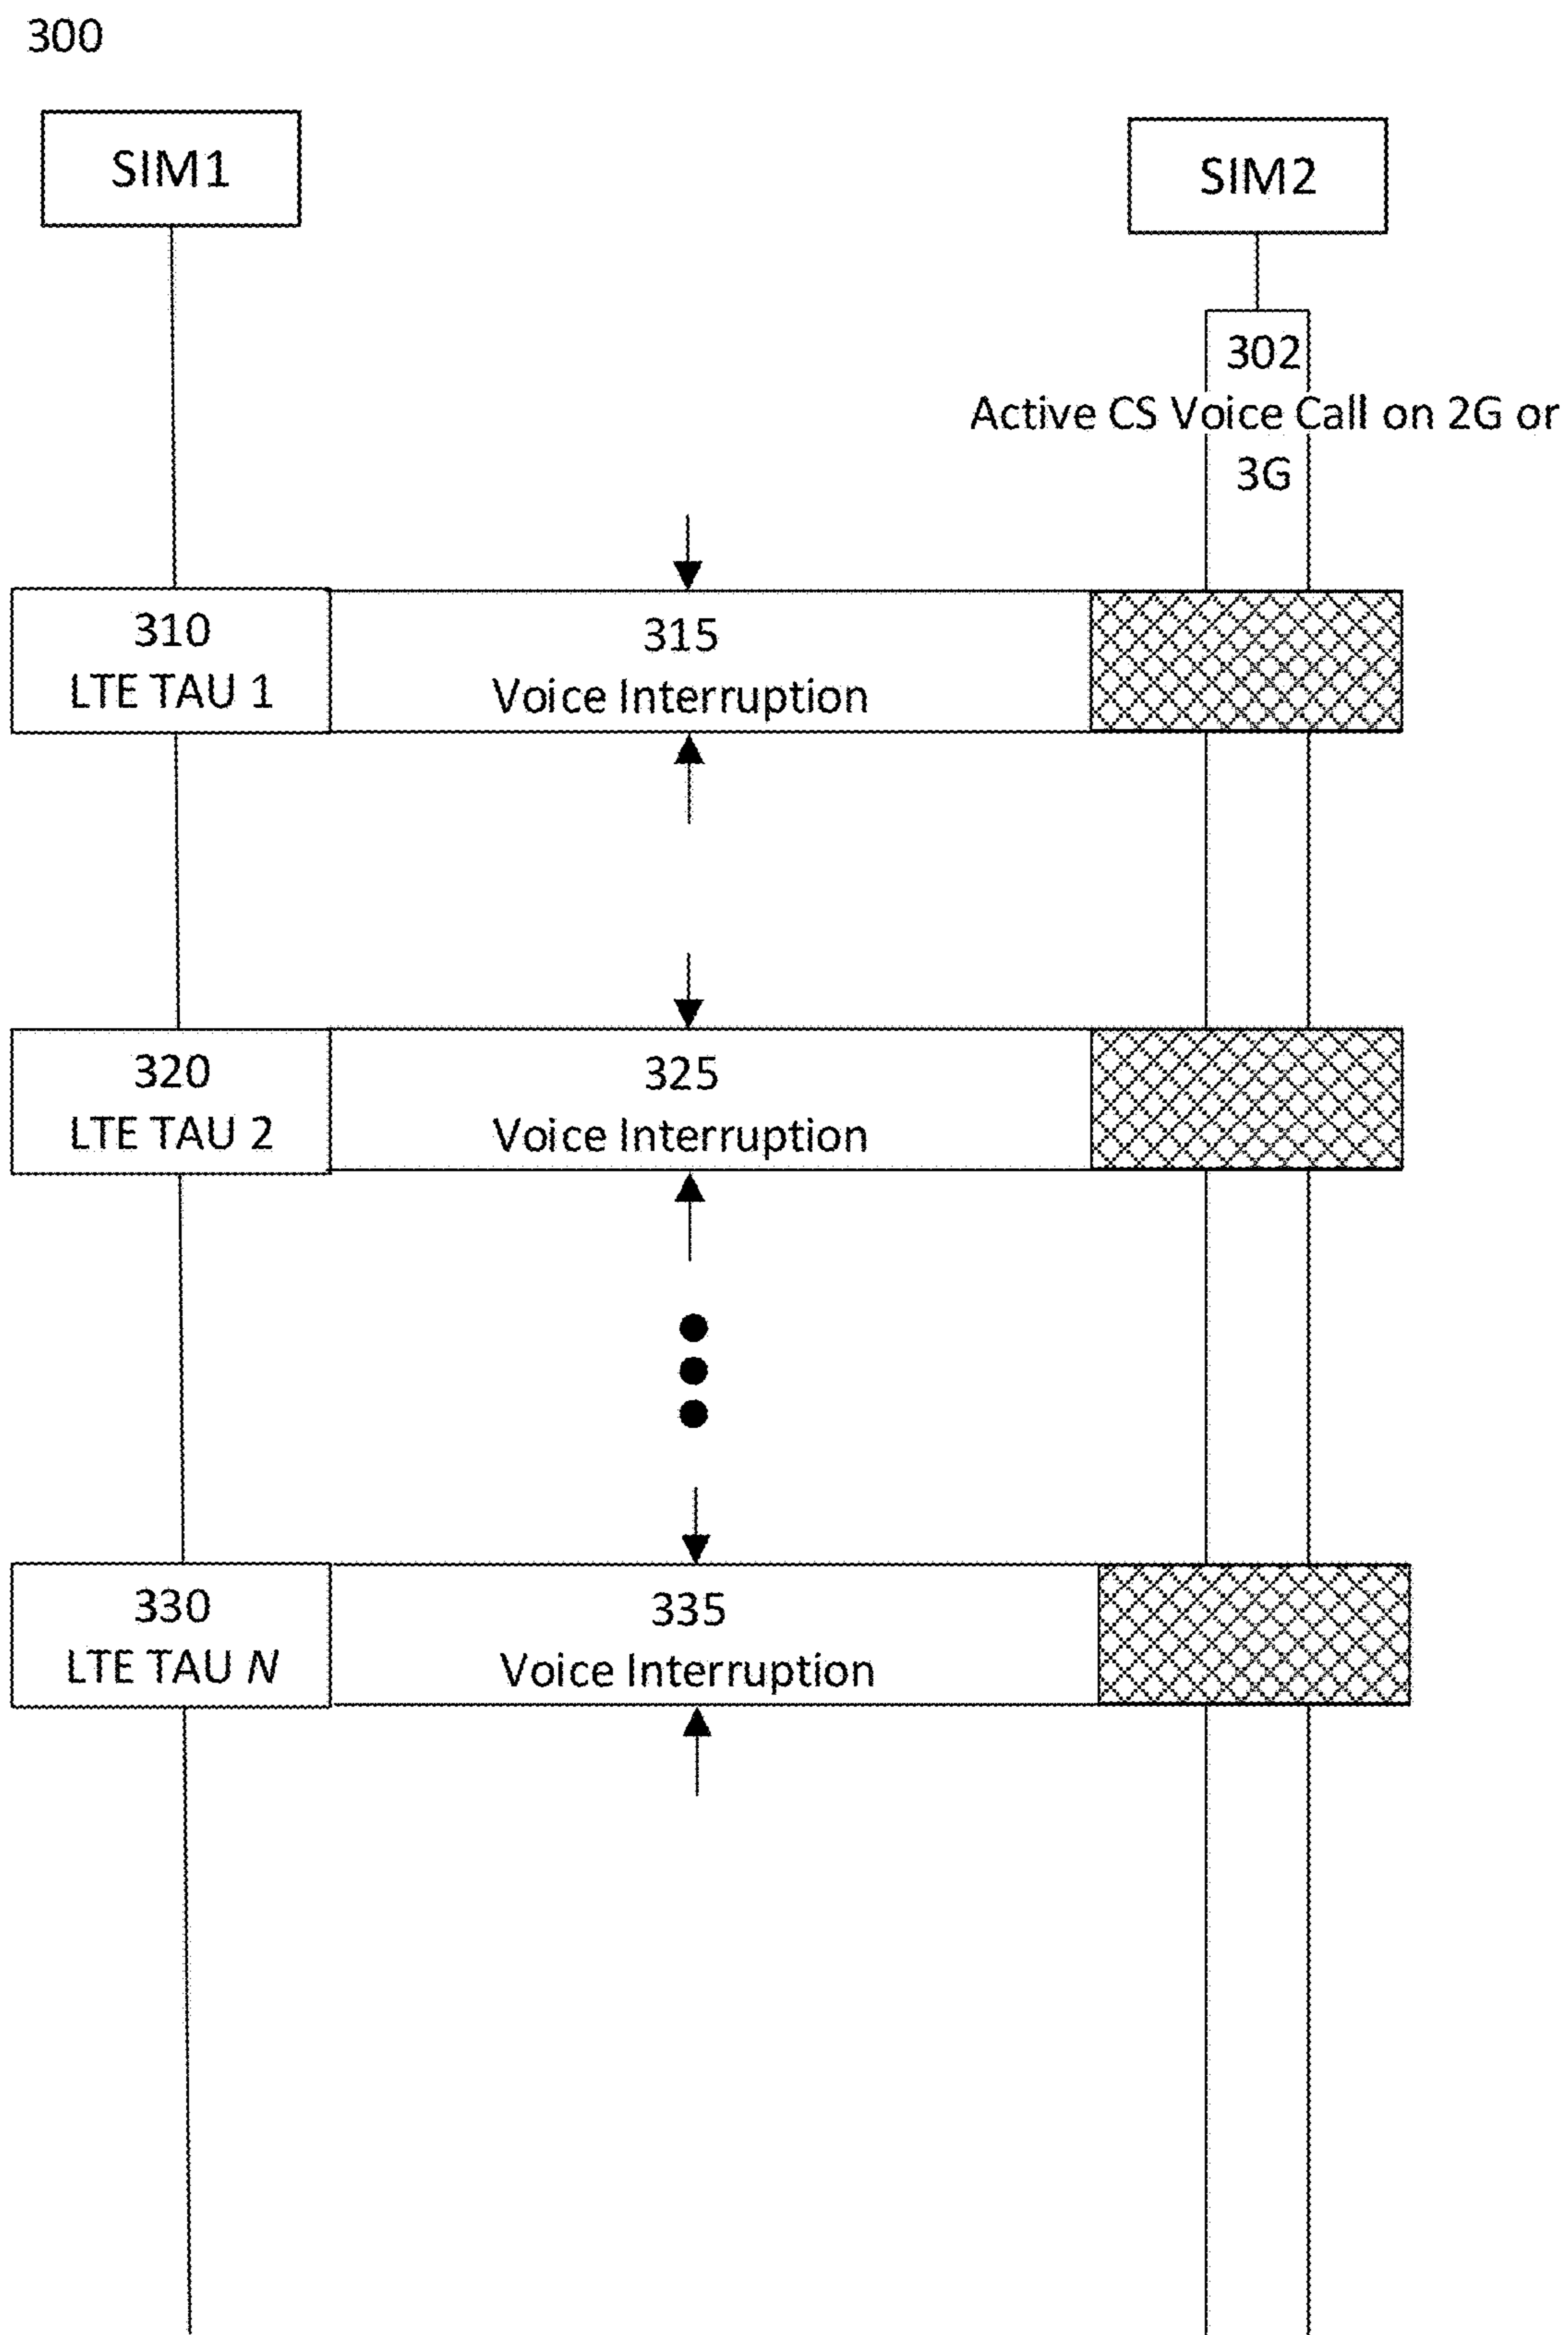 300
SIM1
SIM2
302
Active CS Voice Call on 2G or
3G
310
LTE TAU 1
315
Voice Interruption
320
LTE TAU 2
325
Voice Interruption
330
LTE TAU N
335
Voice Interruption